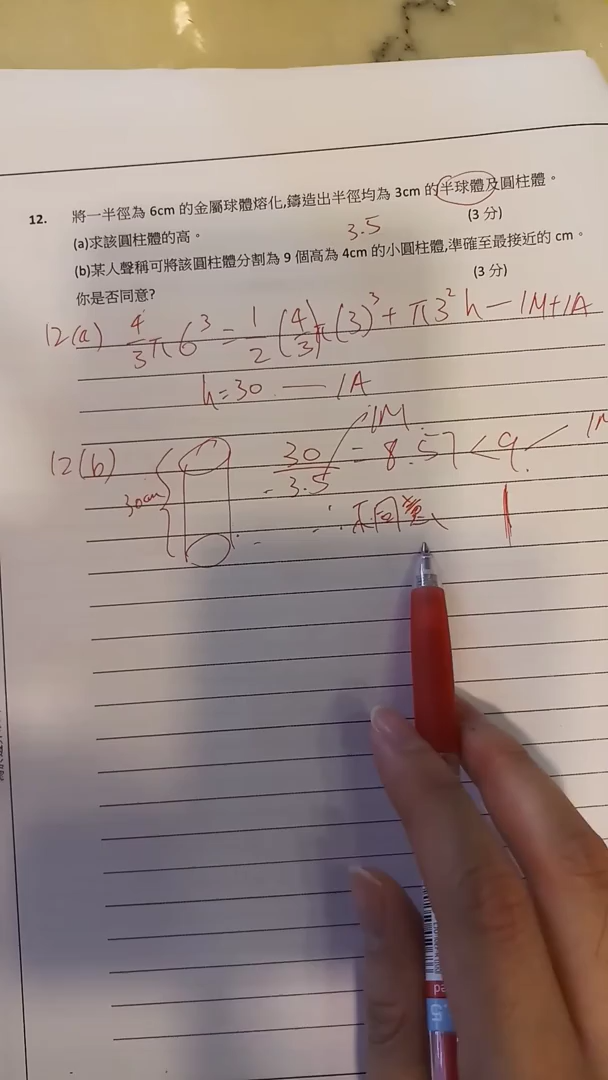 12. 將一半徑為 6cm 的金屬球體熔化,鑄造出半徑均為 3cm 的半球體及圓柱體。
(a)求該圓柱體的高。 (3 分)
3.5
(b)某人聲稱可將該圓柱體分割為 9 個高為 4cm 的小圓柱體,準確至最接近的 cm。
你是否同意? (3 分)
12(a) 4/3 π6³ = 1/2 (4/3)π(3)³ + π3²h — 1M+1A
h=30 — 1A
1M
12(b) 30/3.5 = 8.57 < 9. 1M
30cm
∴ 不同意 1